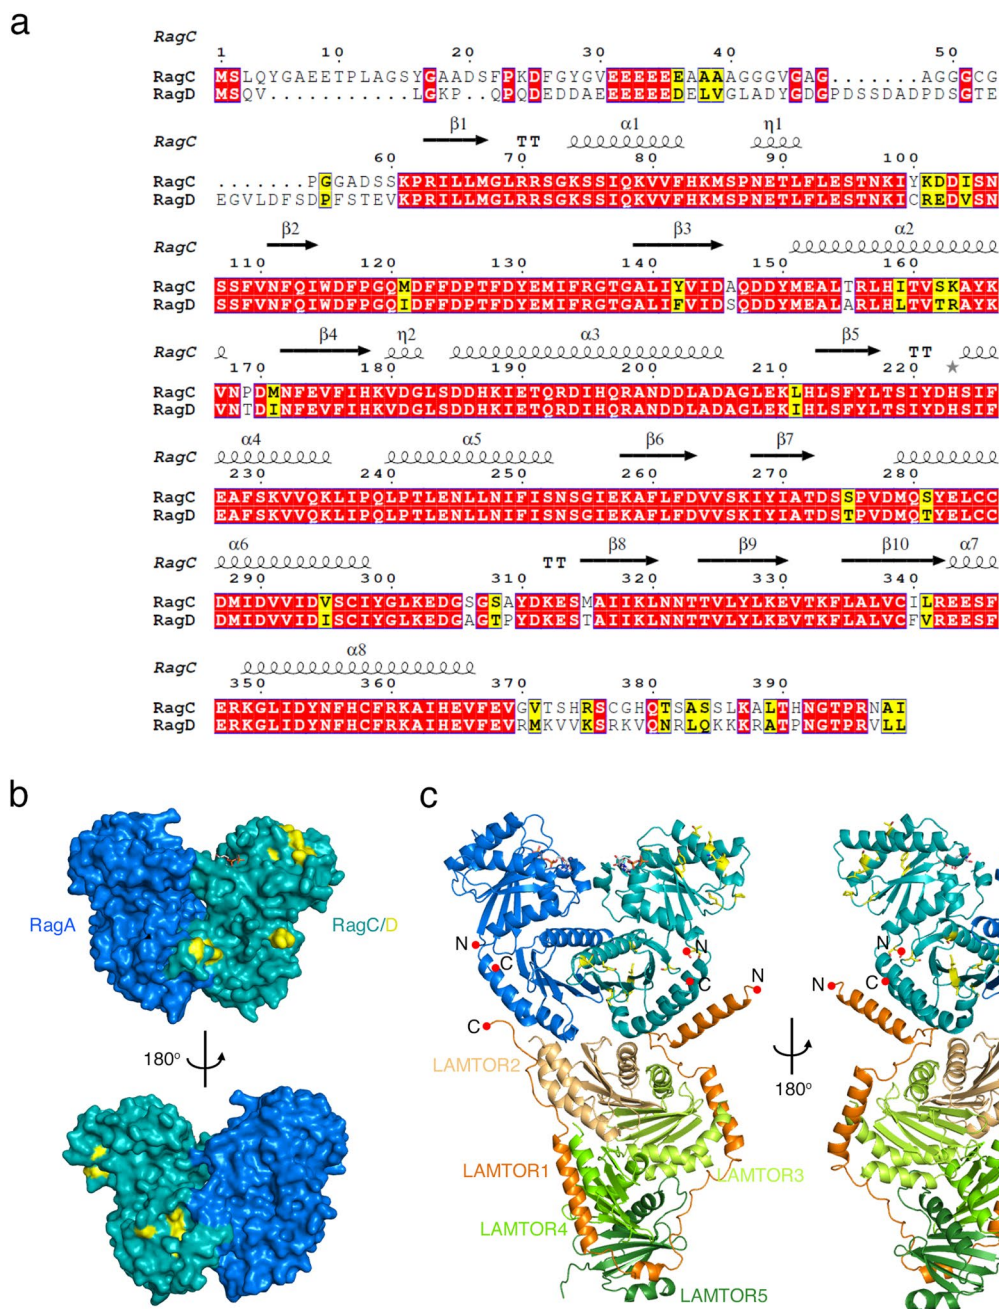 a
RagC
1 10 20 30 40 50
RagC MSLQYGAEETPLAGSYGAADSFPKDFGYGVEEEEEEAAAAGGGVGAG.......AGGGCG
RagD MSQV...........LGKP..QPQDEDDAEEEEEEDELVGLADYGDGPDSSDADPDSGTE
β1 TT α1 η1
RagC
60 70 80 90 100
RagC .......PGGADSSKPRILLMGLRRSGKSSIQKVVFHKMSPNETLFLESTNKIYKDDISN
RagD EGVLDFSDPFSTEVKPRILLMGLRRSGKSSIQKVVFHKMSPNETLFLESTNKICREDVSN
β2 β3 α2
RagC
110 120 130 140 150 160
RagC SSFVNFQIWDFPGQMDFFDPTFDYEMIFRGTGALIYVIDAQDDYMEALTRLHITVSKAYK
RagD SSFVNFQIWDFPGQIDFFDPTFDYEMIFRGTGALIFVIDSQDDYMEALARLHLTVTKAYK
β4 η2 α3 β5 TT
RagC
170 180 190 200 210 220
RagC VNPDMNFEVFIHKVDGLSDDHKIETQRDIHQRANDDLADAGLEKLHLSFYLTSIYDHSIF
RagD VNTDINFEVFIHKVDGLSDDHKIETQRDIHQRANDDLADAGLEKIHLSFYLTSIYDHSIF
α4 α5 β6 β7
RagC
230 240 250 260 270 280
RagC EAFSKVVQKLIPQLPTLENLLNIFISNSGIEKAFLFDVVSKIYIATDSSPVDMQSYELCC
RagD EAFSKVVQKLIPQLPTLENLLNIFISNSGIEKAFLFDVVSKIYIATDSTPVDMQTYELCC
α6 TT β8 β9 β10 α7
RagC
290 300 310 320 330 340
RagC DMIDVVIDVSCIYGLKEDGSGSAYDKESMAIIKLNNTTVLYLKEVTKFLALVCILREESF
RagD DMIDVVIDISCIYGLKEDGAGTPYDKESTAIIKLNNTTVLYLKEVTKFLALVCFVREESF
α8
RagC
350 360 370 380 390
RagC ERKGLIDYNFHCFRKAIHEVFEVGVTSHRSCGHQTSASSLKALTHNGTPRNAI
RagD ERKGLIDYNFHCFRKAIHEVFEVRMKVVKSRKVQNRLQKKKRATPNGTPRVLL
b
RagA
RagC/D
180°
c
N
C
N
C
N
C
LAMTOR2
LAMTOR1
LAMTOR3
LAMTOR4
LAMTOR5
180°
N
N
C